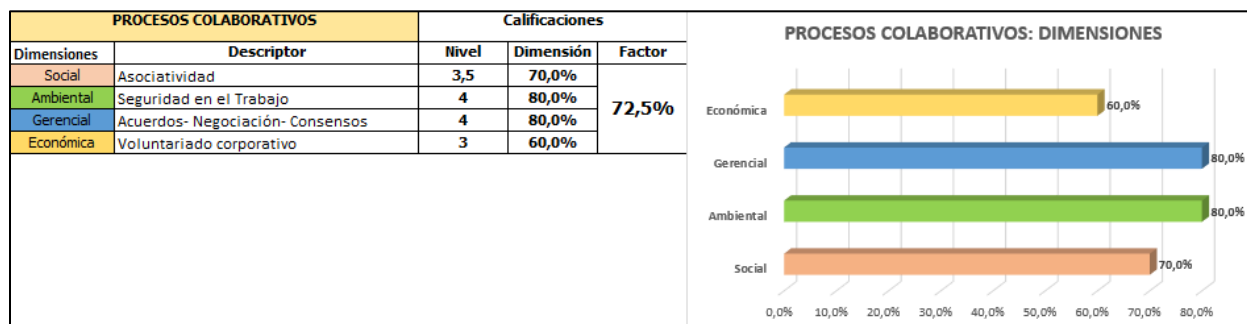 PROCESOS COLABORATIVOS Calificaciones
Dimensiones Descriptor Nivel Dimensión Factor
Social Asociatividad 3,5 70,0%
Ambiental Seguridad en el Trabajo 4 80,0%
72,5%
Gerencial Acuerdos- Negociación- Consensos 4 80,0%
Económica Voluntariado corporativo 3 60,0%
PROCESOS COLABORATIVOS: DIMENSIONES
Económica 60,0%
Gerencial 80,0%
Ambiental 80,0%
Social 70,0%
0,0% 10,0% 20,0% 30,0% 40,0% 50,0% 60,0% 70,0% 80,0%